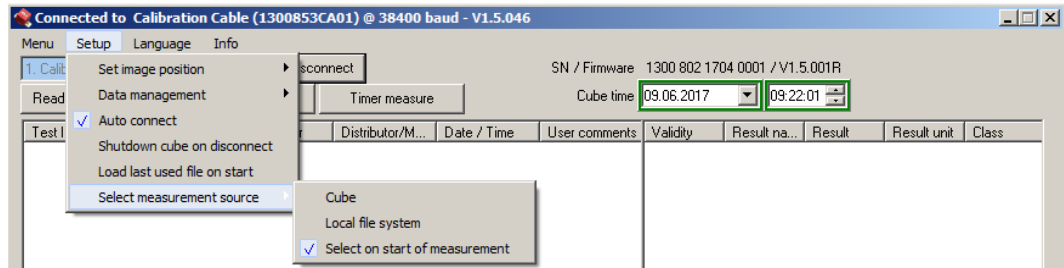 Connected to Calibration Cable (1300853CA01) @ 38400 baud - V1.5.046
Menu Setup Language Info
1. Calib sconnect SN / Firmware 1300 802 1704 0001 / V1.5.001R
Read Timer measure Cube time 09.06.2017 09:22:01
Test I Distributor/M... Date / Time User comments Validity Result na... Result Result unit Class
Set image position
Data management
Auto connect
Shutdown cube on disconnect
Load last used file on start
Select measurement source
Cube
Local file system
Select on start of measurement